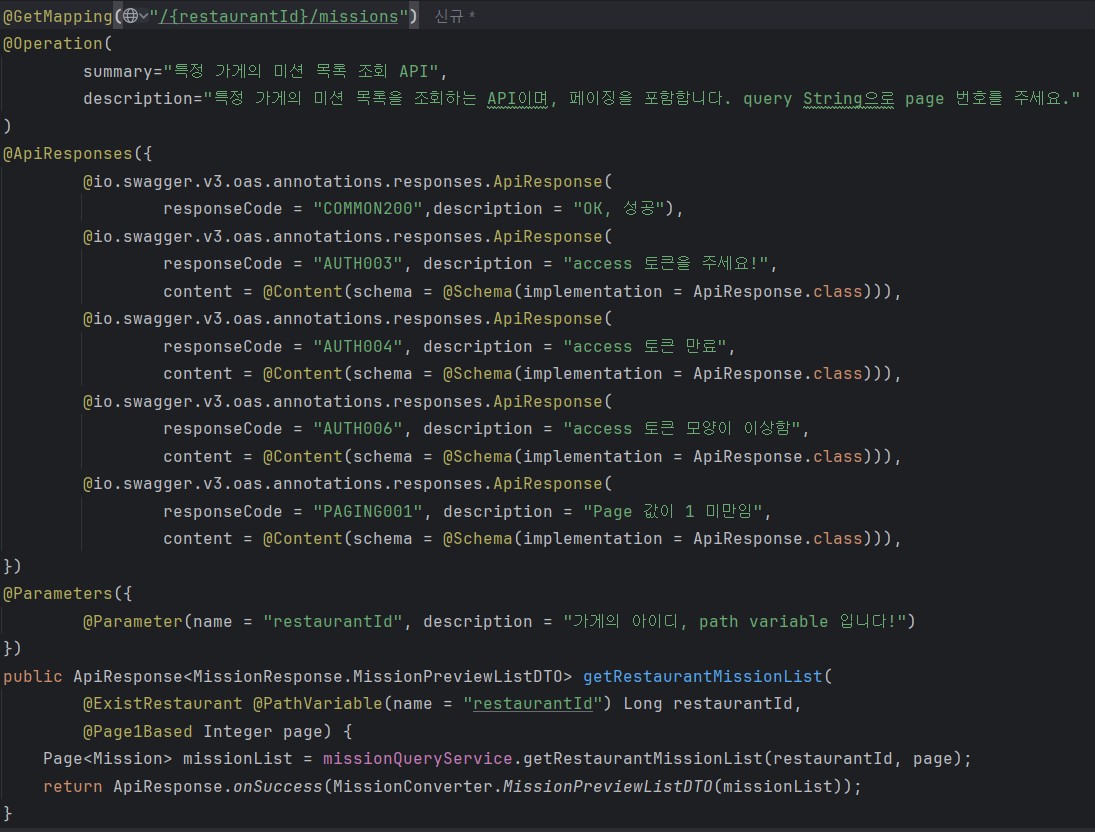 @GetMapping("/{restaurantId}/missions") 신규 *
@Operation(
        summary="특정 가게의 미션 목록 조회 API",
        description="특정 가게의 미션 목록을 조회하는 API이며, 페이징을 포함합니다. query String으로 page 번호를 주세요."
)
@ApiResponses({
        @io.swagger.v3.oas.annotations.responses.ApiResponse(
                responseCode = "COMMON200",description = "OK, 성공"),
        @io.swagger.v3.oas.annotations.responses.ApiResponse(
                responseCode = "AUTH003", description = "access 토큰을 주세요!",
                content = @Content(schema = @Schema(implementation = ApiResponse.class))),
        @io.swagger.v3.oas.annotations.responses.ApiResponse(
                responseCode = "AUTH004", description = "access 토큰 만료",
                content = @Content(schema = @Schema(implementation = ApiResponse.class))),
        @io.swagger.v3.oas.annotations.responses.ApiResponse(
                responseCode = "AUTH006", description = "access 토큰 모양이 이상함",
                content = @Content(schema = @Schema(implementation = ApiResponse.class))),
        @io.swagger.v3.oas.annotations.responses.ApiResponse(
                responseCode = "PAGING001", description = "Page 값이 1 미만임",
                content = @Content(schema = @Schema(implementation = ApiResponse.class))),
})
@Parameters({
        @Parameter(name = "restaurantId", description = "가게의 아이디, path variable 입니다!")
})
public ApiResponse<MissionResponse.MissionPreviewListDTO> getRestaurantMissionList(
        @ExistRestaurant @PathVariable(name = "restaurantId") Long restaurantId,
        @Page1Based Integer page) {
    Page<Mission> missionList = missionQueryService.getRestaurantMissionList(restaurantId, page);
    return ApiResponse.onSuccess(MissionConverter.MissionPreviewListDTO(missionList));
}